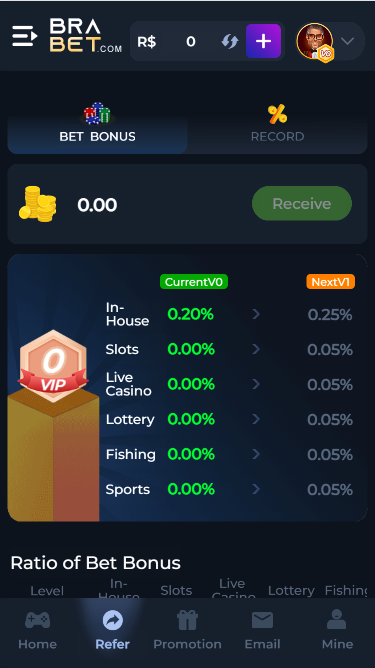 BRA
BET.COM
R$ 0
V0
BET BONUS RECORD
0.00 Receive
CurrentV0 NextV1
In-
House 0.20% > 0.25%
Slots 0.00% > 0.05%
Live
Casino 0.00% > 0.05%
Lottery 0.00% > 0.05%
Fishing 0.00% > 0.05%
Sports 0.00% > 0.05%
0
VIP
Ratio of Bet Bonus
Level In-
House Slots Live
Casino Lottery Fishing
Home Refer Promotion Email Mine